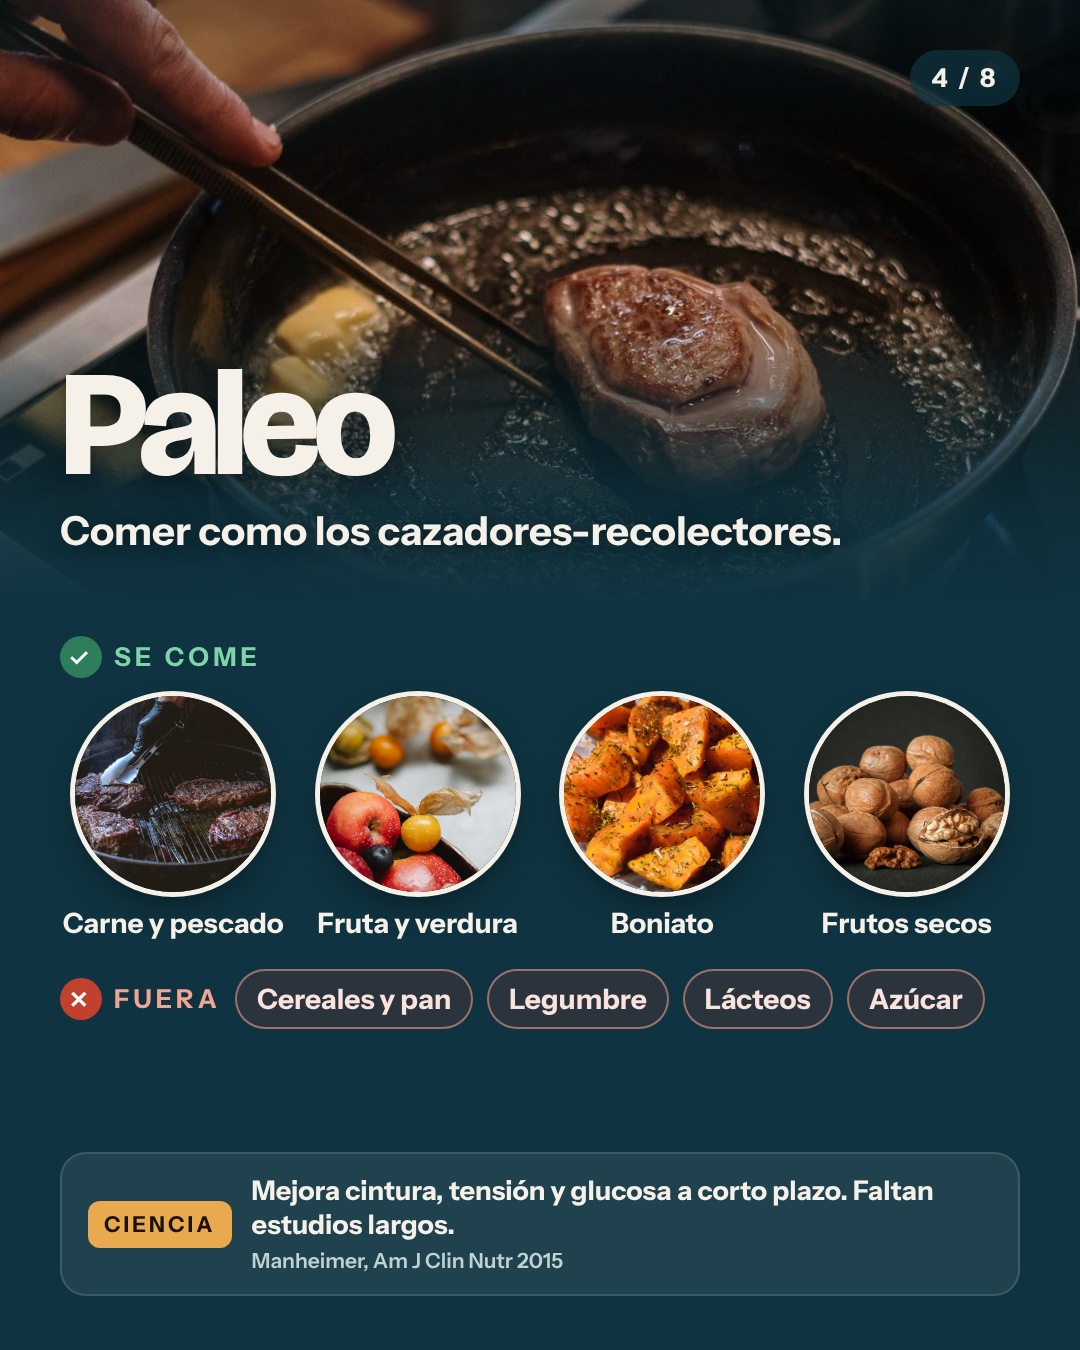 4 / 8
Paleo
Comer como los cazadores-recolectores.
SE COME
Carne y pescado
Fruta y verdura
Boniato
Frutos secos
FUERA
Cereales y pan
Legumbre
Lácteos
Azúcar
CIENCIA
Mejora cintura, tensión y glucosa a corto plazo. Faltan
estudios largos.
Manheimer, Am J Clin Nutr 2015